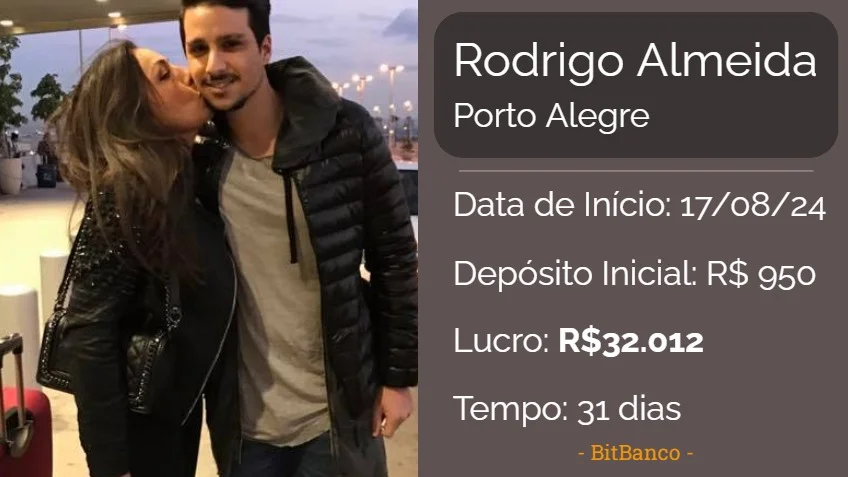 Rodrigo Almeida
Porto Alegre
Data de Início: 17/08/24
Depósito Inicial: R$ 950
Lucro: R$32.012
Tempo: 31 dias
- BitBanco -